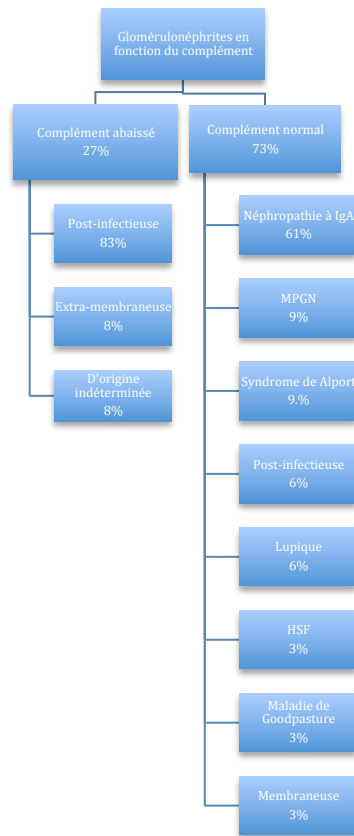 Glomérulonéphrites en
fonction du complément
Complément abaissé
27%
Post-infectieuse
83%
Extra-membraneuse
8%
D'origine
indéterminée
8%
Complément normal
73%
Néphropathie à IgA
61%
MPGN
9%
Syndrome de Alport
9.%
Post-infectieuse
6%
Lupique
6%
HSF
3%
Maladie de
Goodpasture
3%
Membraneuse
3%